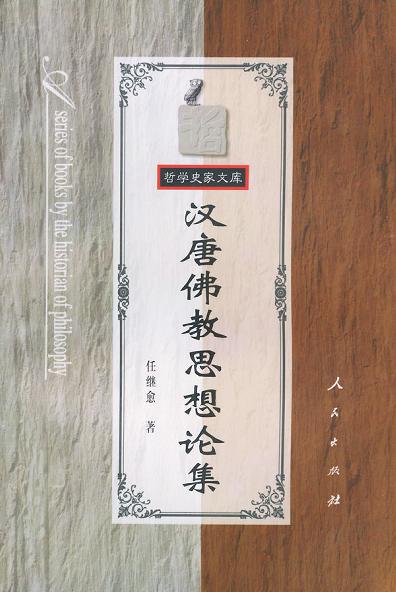 A series of books by the historian of philosophy
哲
哲学史家文库
汉唐佛教思想论集
任继愈 著
人民出版社